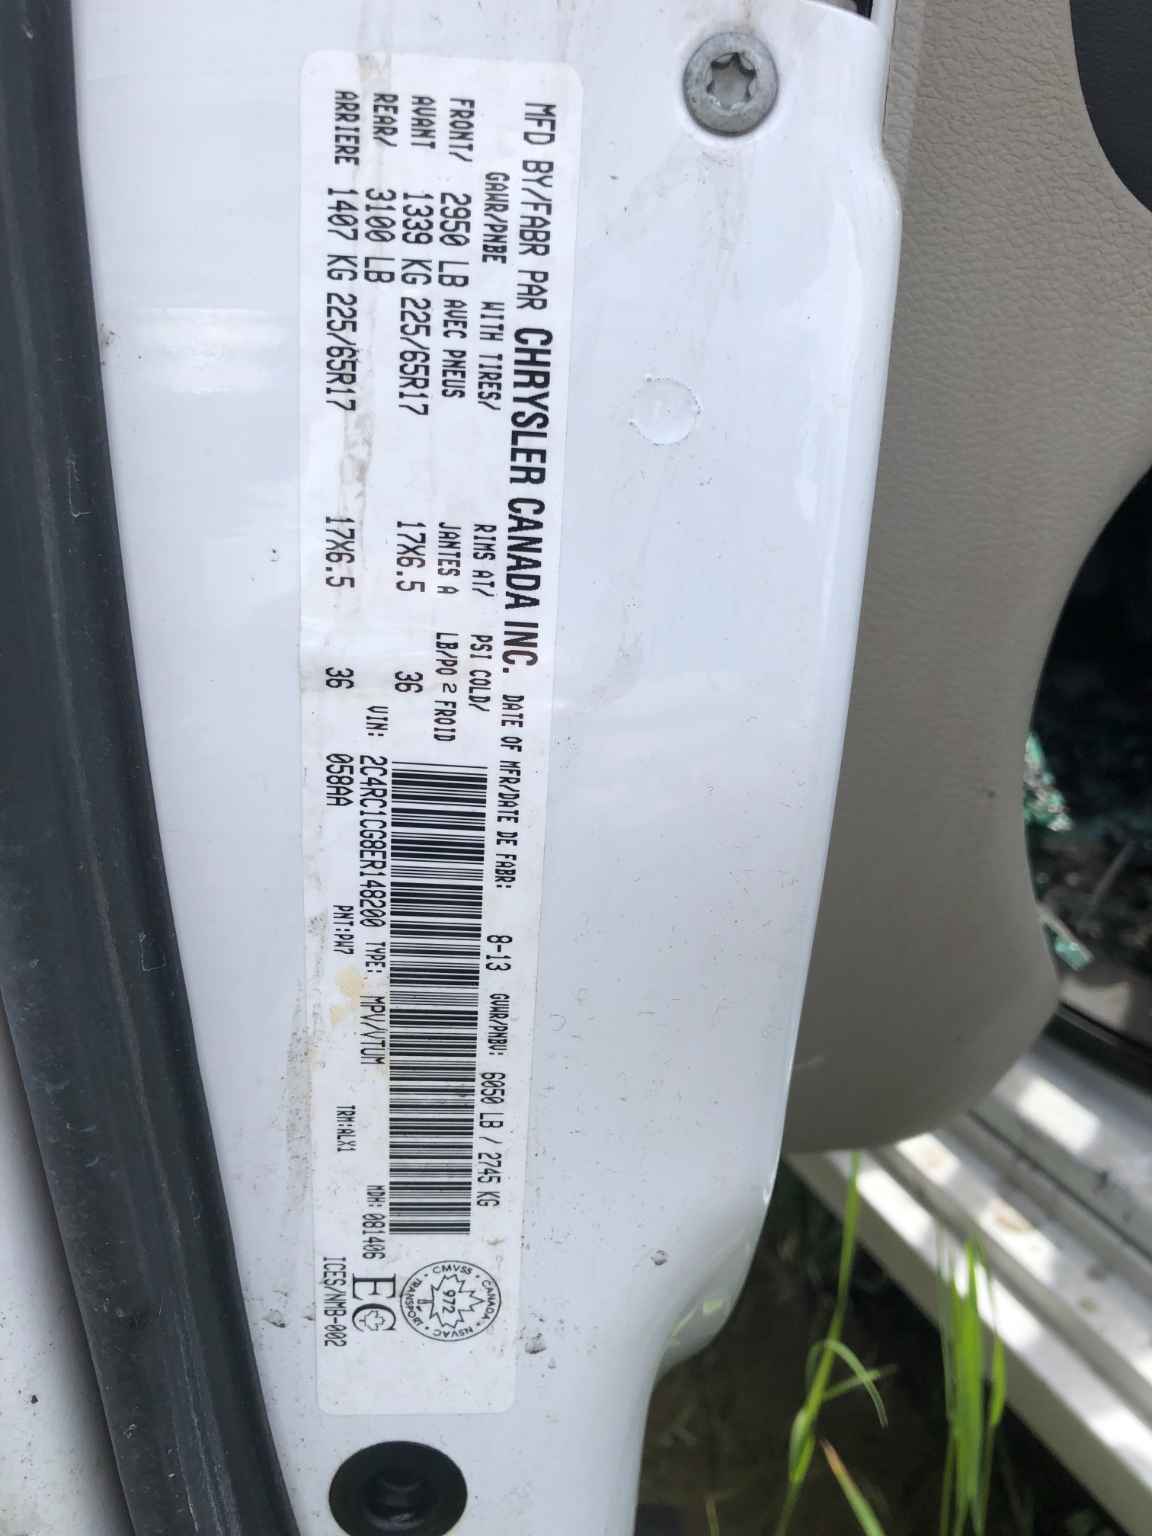 MFD BY/FABR PAR CHRYSLER CANADA INC. DATE OF MFR/DATE DE FABR: 8-13 GVWR/PNBV: 6050 LB / 2745 KG
GAWR/PNBE WITH TIRES/ RIMS AT/ PSI COLD/
FRONT/ 2950 LB AVEC PNEUS JANTES A LB/PO 2 FROID
AVANT 1339 KG 225/65R17 17X6.5 36
REAR/ 3100 LB VIN: 2C4RC1CG8ER148200 TYPE: MPV/VTUM MDH: 081406
ARRIERE 1407 KG 225/65R17 17X6.5 36 058AA PNT:PW7 TRM:ALX1 ICES/NMB-002
CMVSS · CANADA · NSVAC · TRANSPORT
972
T
EC